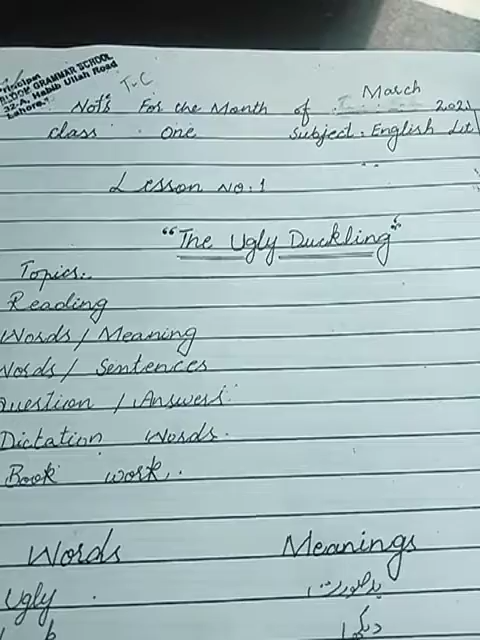 Principal
GRAMMAR SCHOOL
32-A, Habib Ullah Road
Lahore.
T.C
Not's For the Month of March 2021
class. One Subject. English Lit
Lesson No. 1
"The Ugly Duckling"
Topics..
Reading
Words / Meaning
Words / Sentences
Question / Answers
Dictation Words.
Book work..
Words Meanings
Ugly . بدصورت
دیکھا